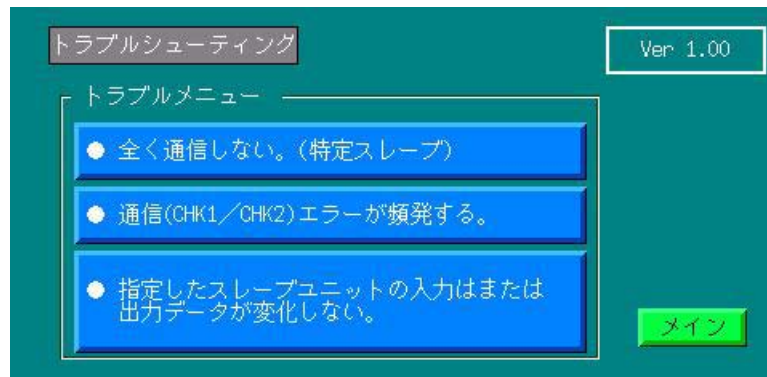 トラブルシューティング
Ver 1.00
トラブルメニュー
全く通信しない。(特定スレーブ)
通信(CHK1/CHK2)エラーが頻発する。
指定したスレーブユニットの入力はまたは
出力データが変化しない。
メイン